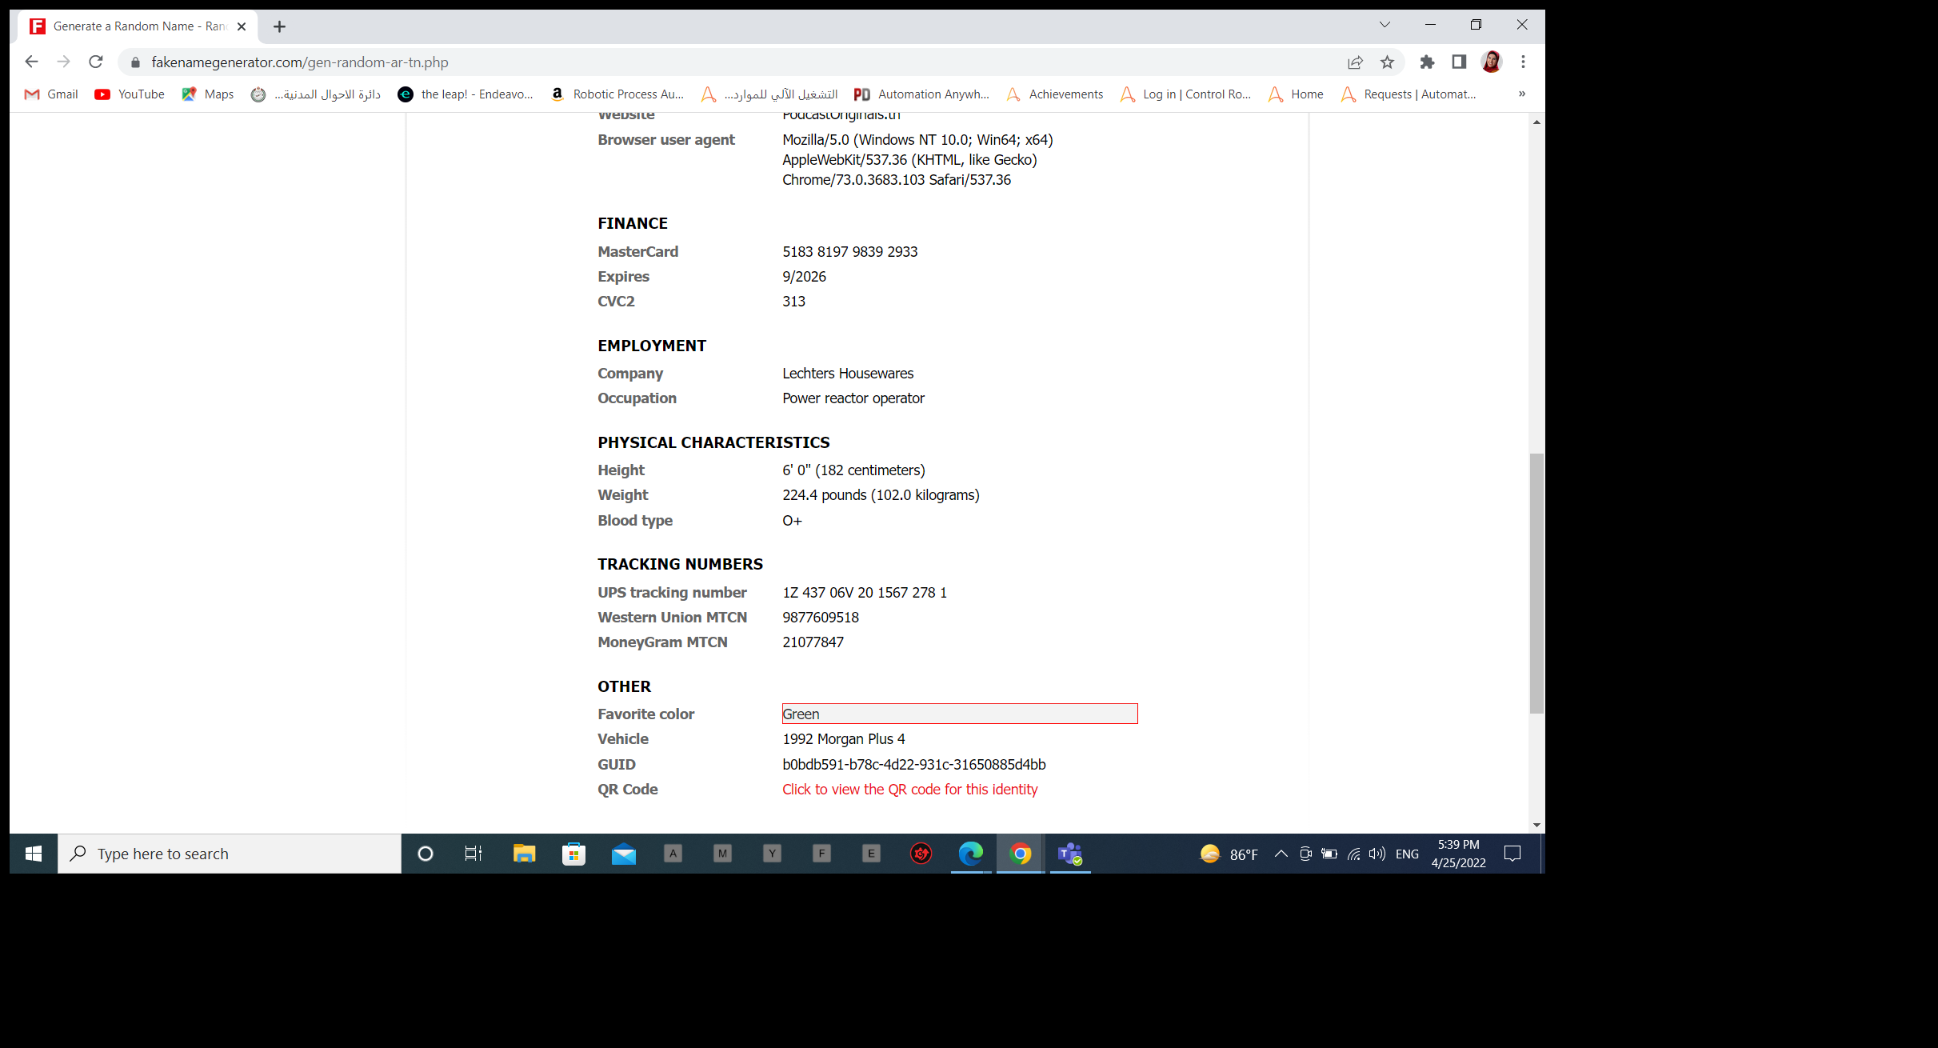 Generate a Random Name - Ran
fakenamegenerator.com/gen-random-ar-tn.php
Gmail YouTube Maps دائرة الاحوال المدنية... the leap! - Endeavo... Robotic Process Au... التشغيل الآلي للموارد... Automation Anywh... Achievements Log in | Control Ro... Home Requests | Automat... »
Website PodcastOriginals.tn
Browser user agent Mozilla/5.0 (Windows NT 10.0; Win64; x64)
AppleWebKit/537.36 (KHTML, like Gecko)
Chrome/73.0.3683.103 Safari/537.36
FINANCE
MasterCard 5183 8197 9839 2933
Expires 9/2026
CVC2 313
EMPLOYMENT
Company Lechters Housewares
Occupation Power reactor operator
PHYSICAL CHARACTERISTICS
Height 6' 0" (182 centimeters)
Weight 224.4 pounds (102.0 kilograms)
Blood type O+
TRACKING NUMBERS
UPS tracking number 1Z 437 06V 20 1567 278 1
Western Union MTCN 9877609518
MoneyGram MTCN 21077847
OTHER
Favorite color Green
Vehicle 1992 Morgan Plus 4
GUID b0bdb591-b78c-4d22-931c-31650885d4bb
QR Code Click to view the QR code for this identity
Type here to search A M Y F E 86°F ENG 5:39 PM
4/25/2022